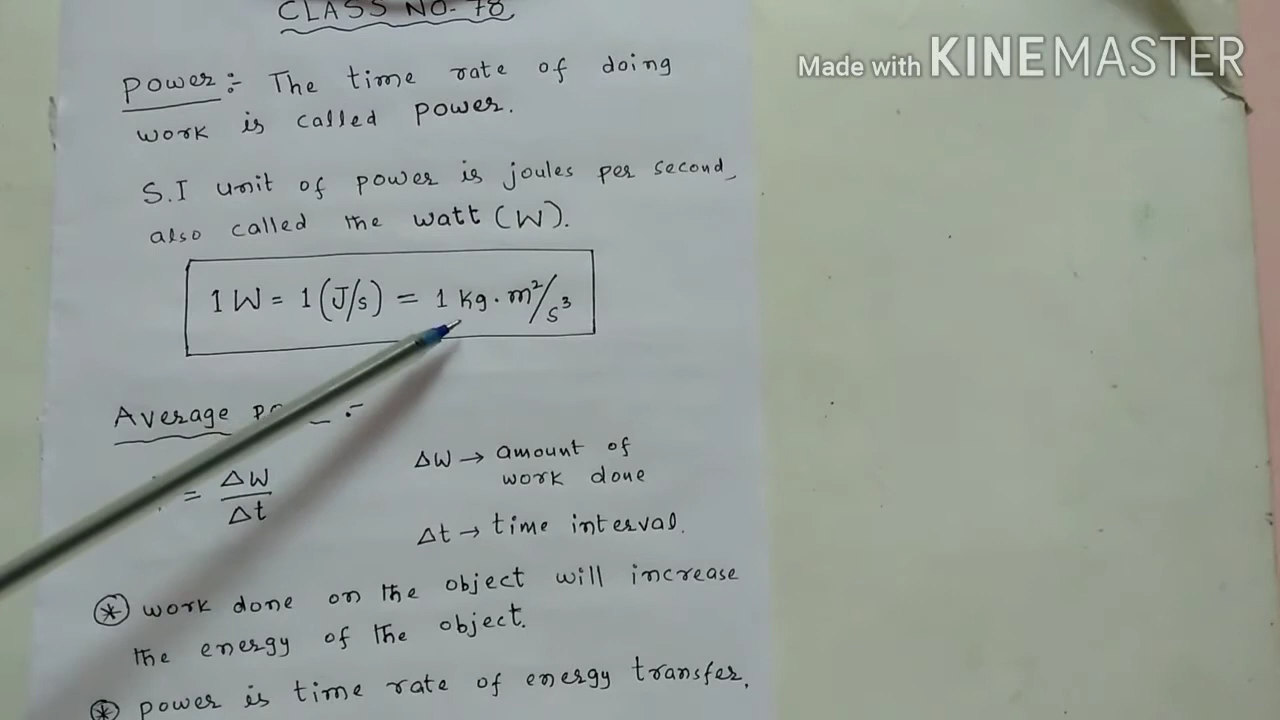 CLASS NO. 78
Made with KINEMASTER
power:- The time rate of doing
work is called power.
S.I unit of power is joules per second,
also called the watt (W).
1 W = 1 (J/s) = 1 kg. m²/s³
Average
= ΔW/Δt
ΔW → amount of
work done
Δt → time interval.
* work done on the object will increase
the energy of the object.
* power is time rate of energy transfer.